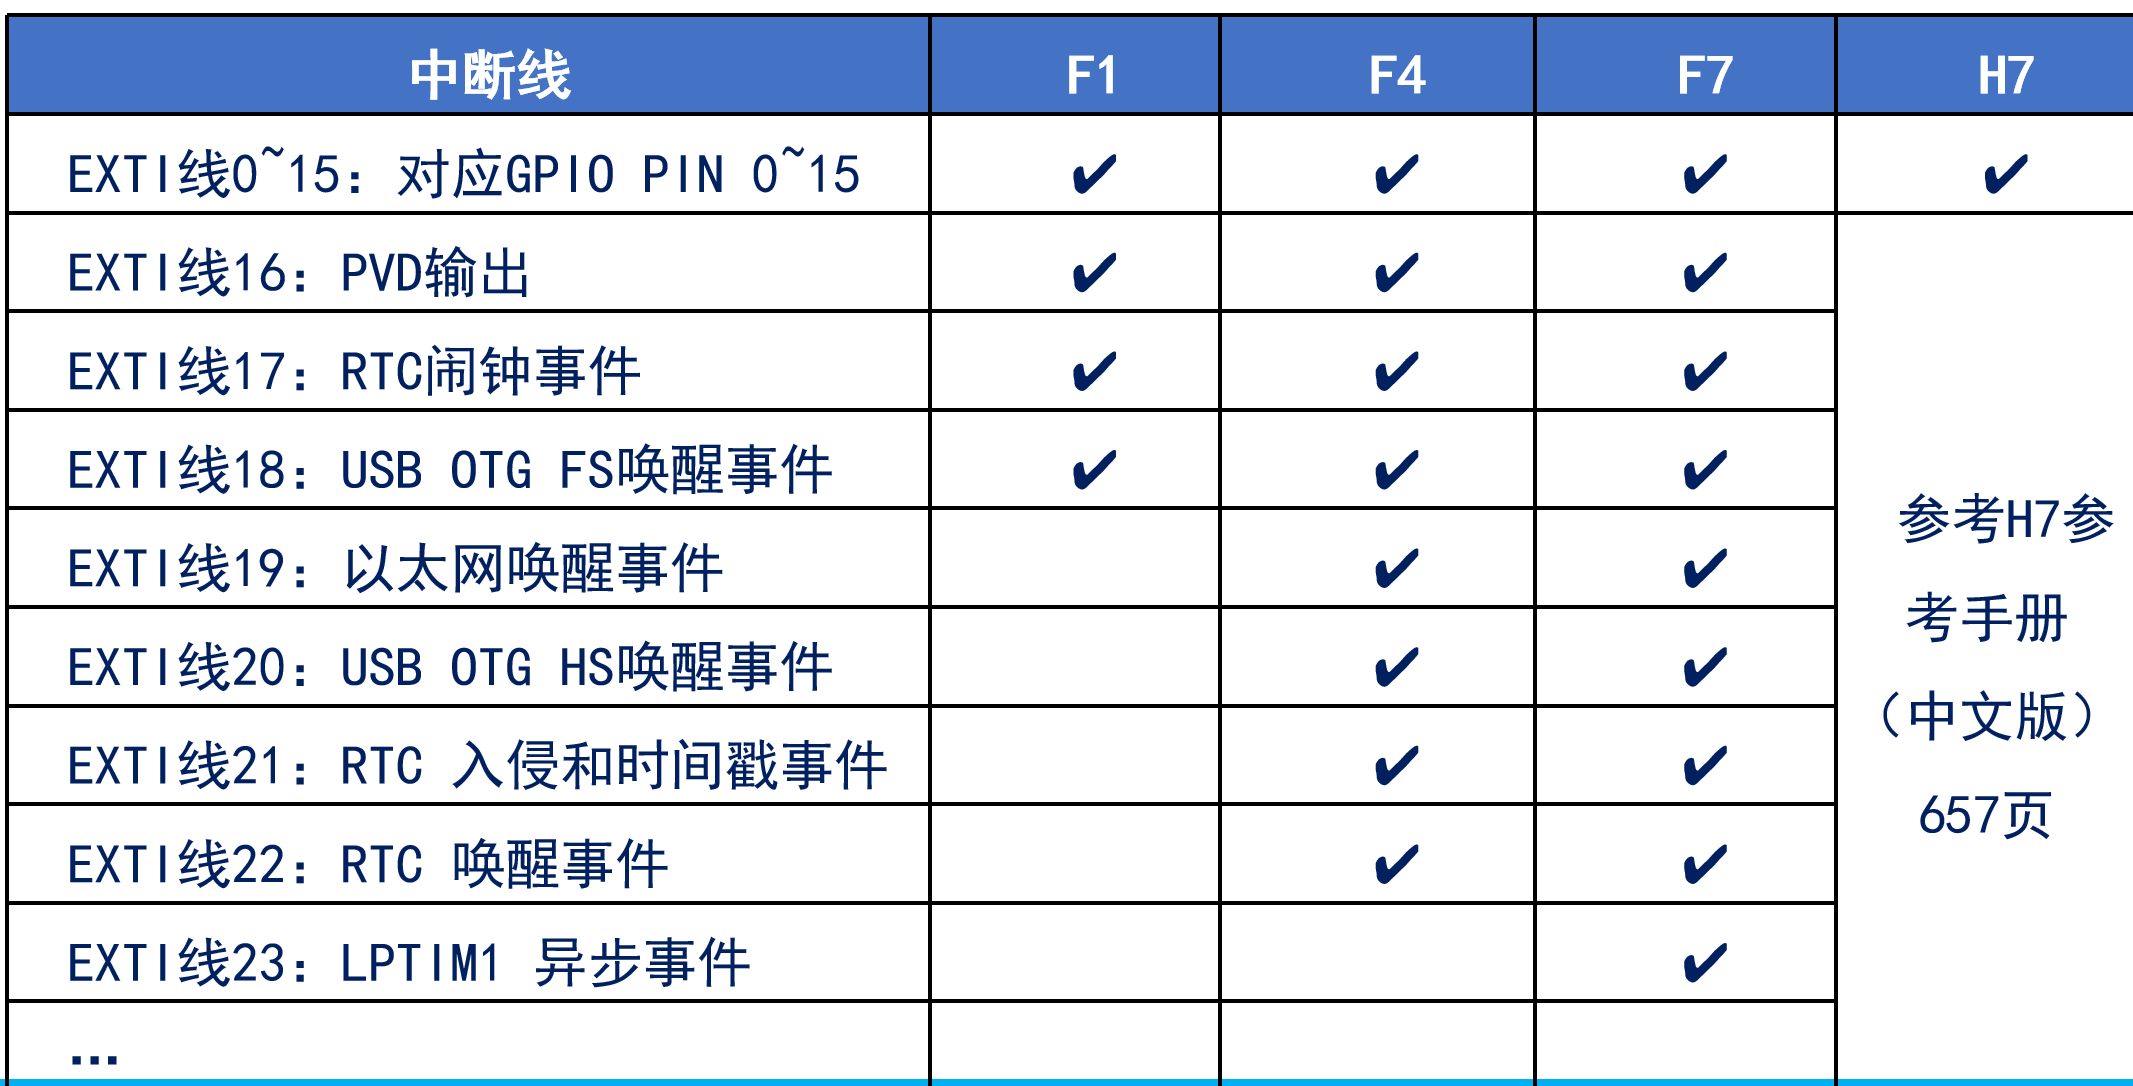 中断线 F1 F4 F7 H7
EXTI线0~15：对应GPIO PIN 0~15 ✔ ✔ ✔ ✔
EXTI线16：PVD输出 ✔ ✔ ✔
EXTI线17：RTC闹钟事件 ✔ ✔ ✔
EXTI线18：USB OTG FS唤醒事件 ✔ ✔ ✔
EXTI线19：以太网唤醒事件 ✔ ✔
EXTI线20：USB OTG HS唤醒事件 ✔ ✔
EXTI线21：RTC 入侵和时间戳事件 ✔ ✔
EXTI线22：RTC 唤醒事件 ✔ ✔
EXTI线23：LPTIM1 异步事件 ✔
…
参考H7参
考手册
（中文版）
657页